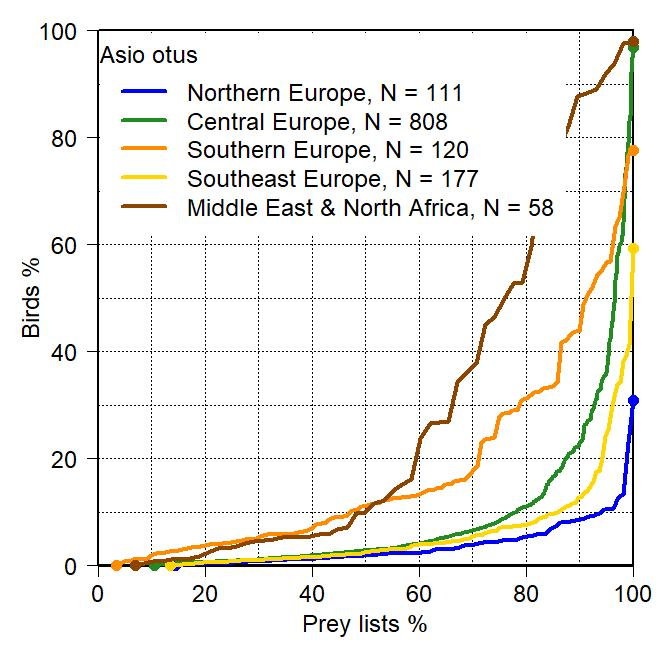 Asio otus
Northern Europe, N = 111
Central Europe, N = 808
Southern Europe, N = 120
Southeast Europe, N = 177
Middle East & North Africa, N = 58
100
80
60
40
20
0
Birds %
0 20 40 60 80 100
Prey lists %